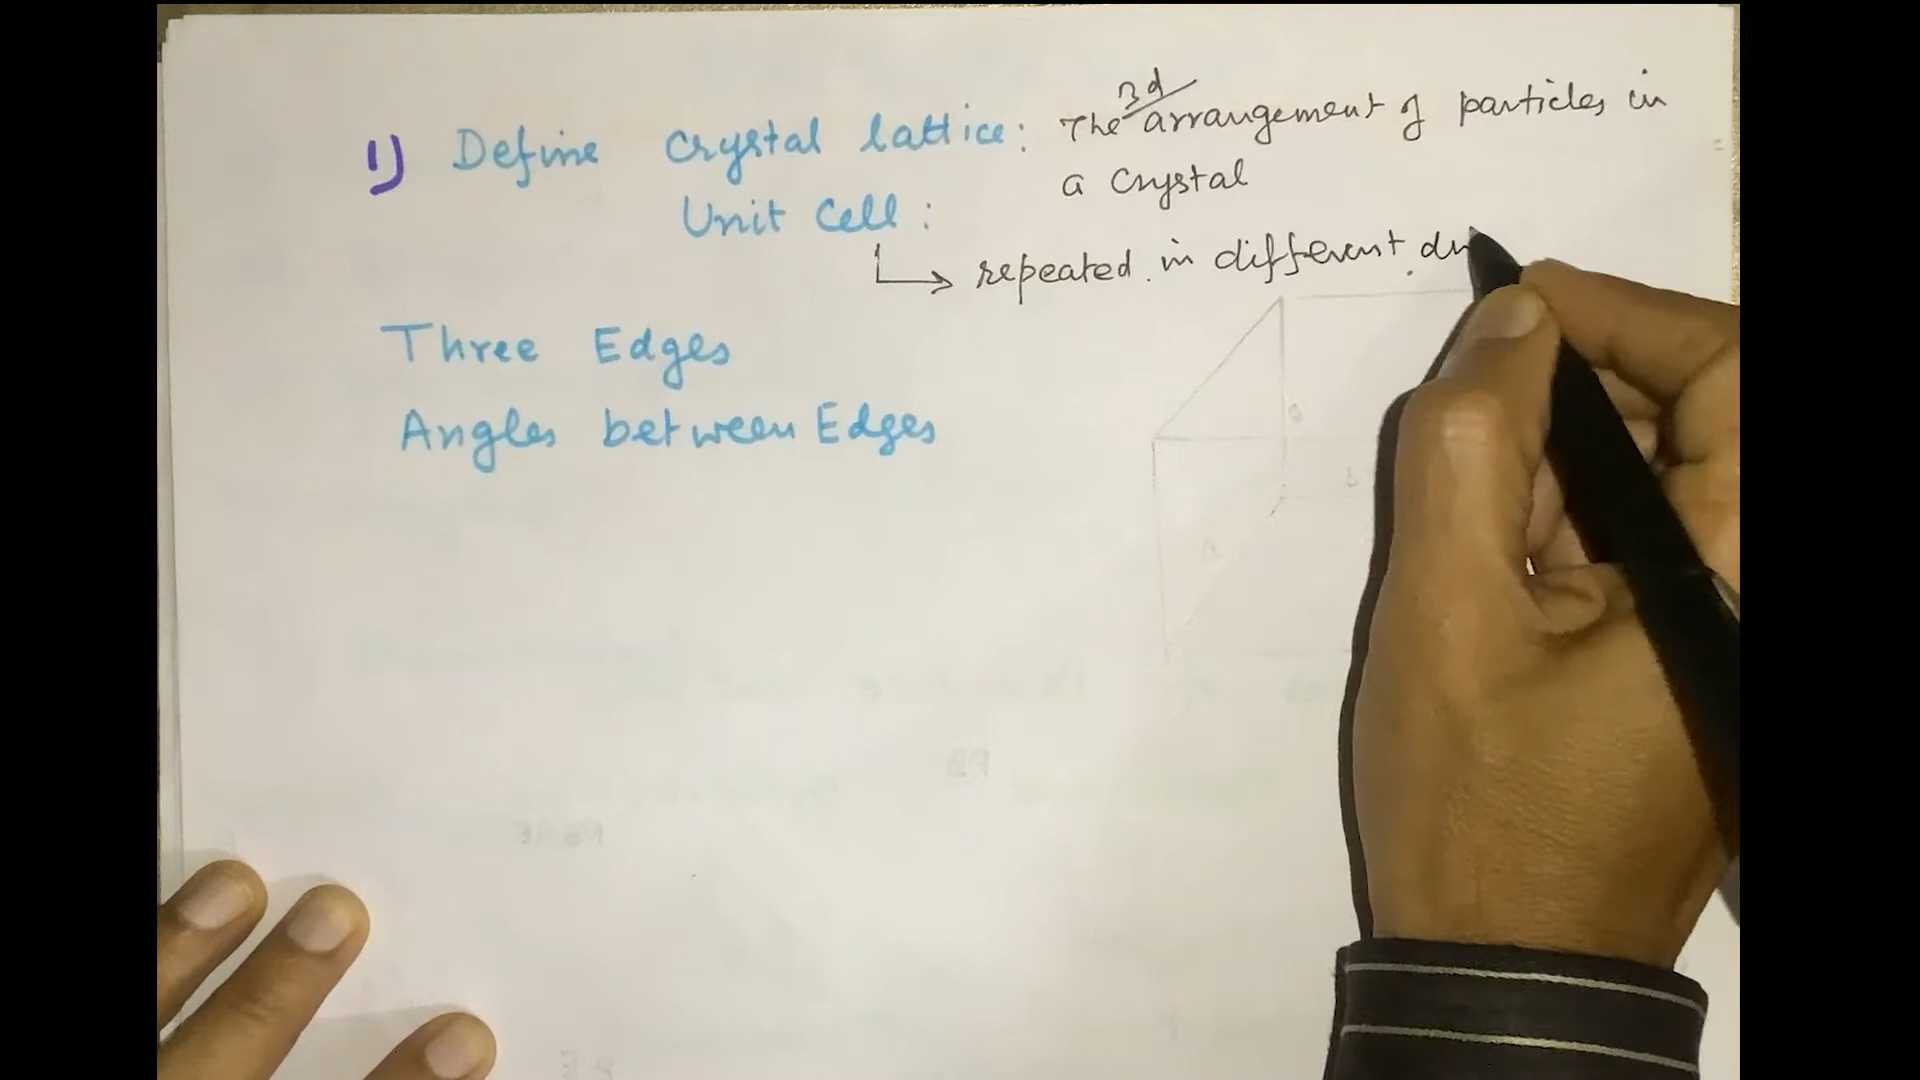 1) Define Crystal lattice: The 3d arrangement of particles in
a Crystal
Unit Cell:
repeated in different
Three Edges
Angles between Edges